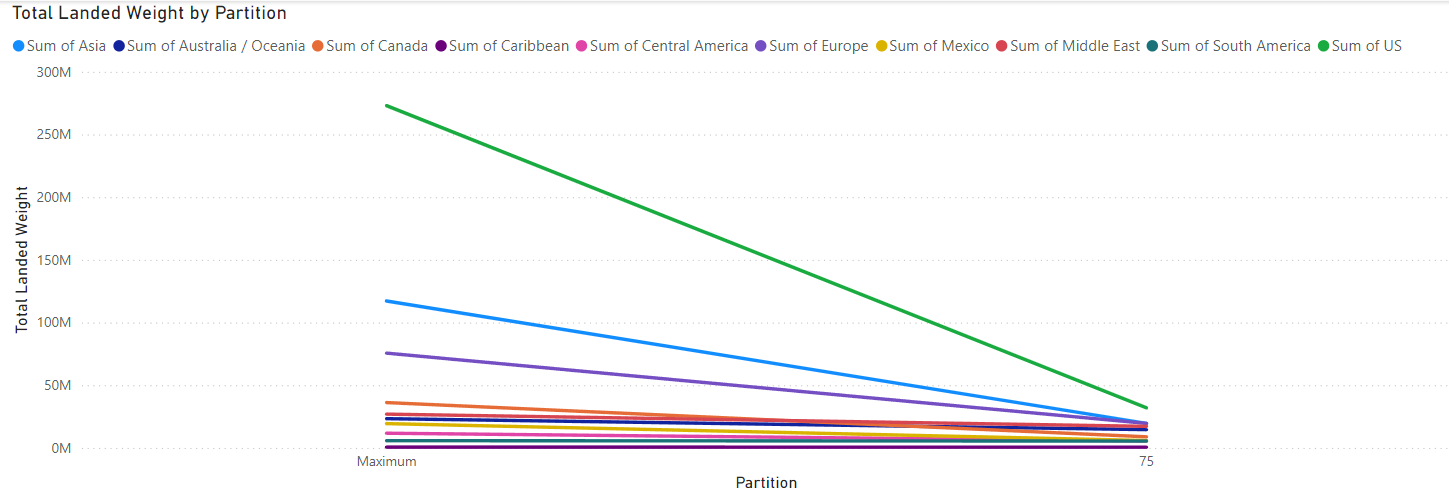 Total Landed Weight by Partition
Sum of Asia Sum of Australia / Oceania Sum of Canada Sum of Caribbean Sum of Central America Sum of Europe Sum of Mexico Sum of Middle East Sum of South America Sum of US
300M
250M
200M
150M
100M
50M
0M
Total Landed Weight
Maximum 75
Partition